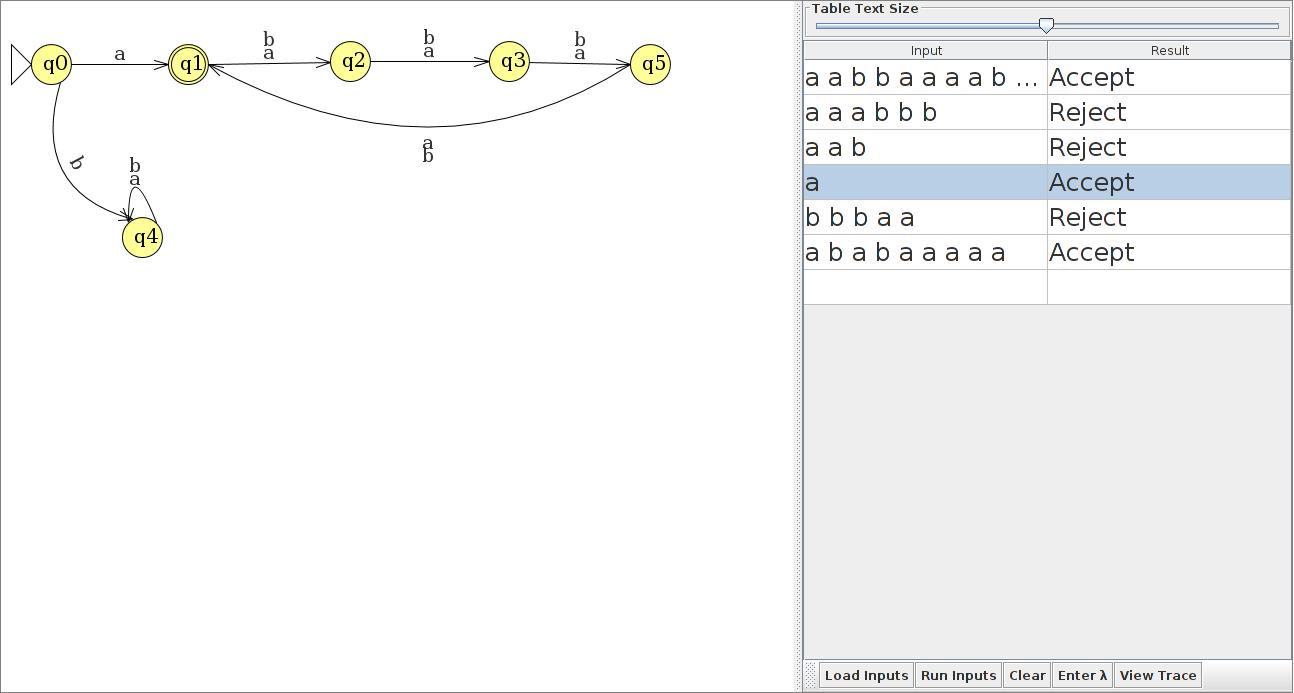 q0
a
q1
b
a
q2
b
a
q3
b
a
q5
a
b
b
b
a
q4
Table Text Size
Input Result
a a b b a a a a a b ... Accept
a a a b b b Reject
a a b Reject
a Accept
b b b a a Reject
a b a b a a a a a Accept
Load Inputs Run Inputs Clear Enter λ View Trace